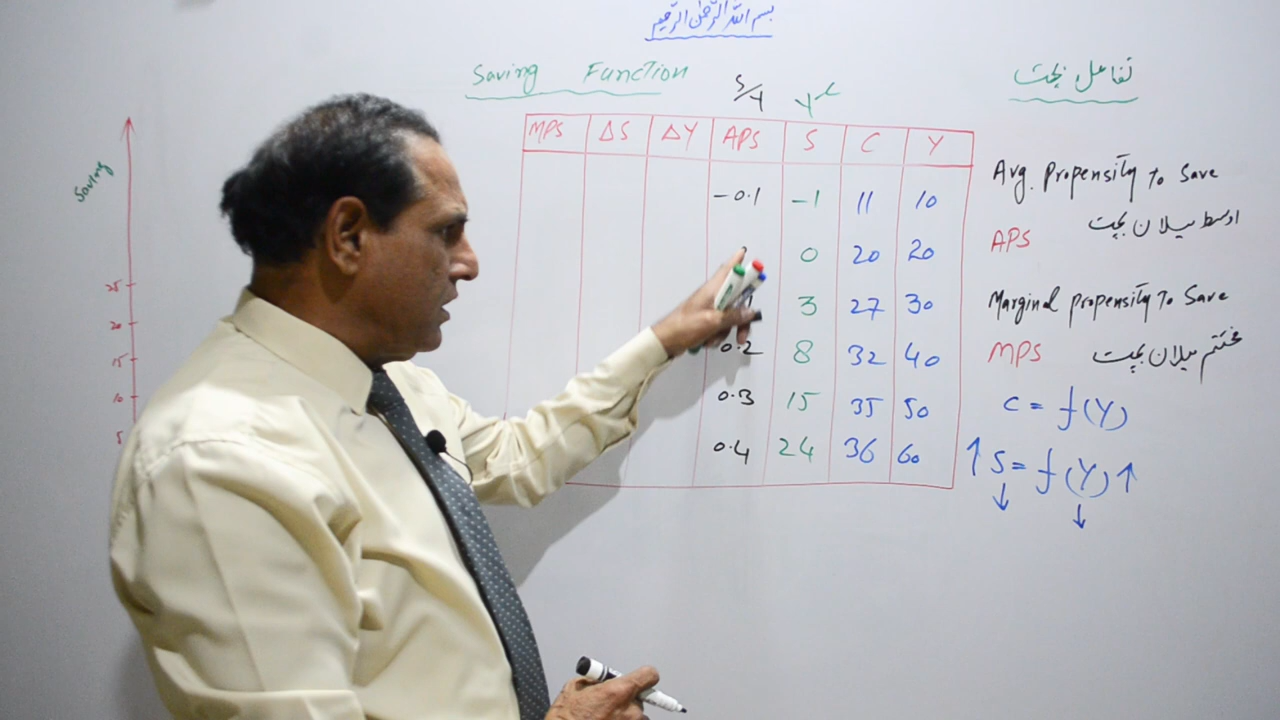 بسم اللہ الرحمن الرحیم
Saving Function
تفاعل بچت
S/Y
Y-C
MPS ΔS ΔY APS S C Y
-0.1 -1 11 10
0 20 20
3 27 30
0.2 8 32 40
0.3 15 35 50
0.4 24 36 60
Avg. Propensity To Save
اوسط میلان بچت
APS
Marginal Propensity To Save
MPS
مختتم میلان بچت
C = f(Y)
↑ S = f(Y) ↑
↓ ↓
Saving
25
20
15
10
5